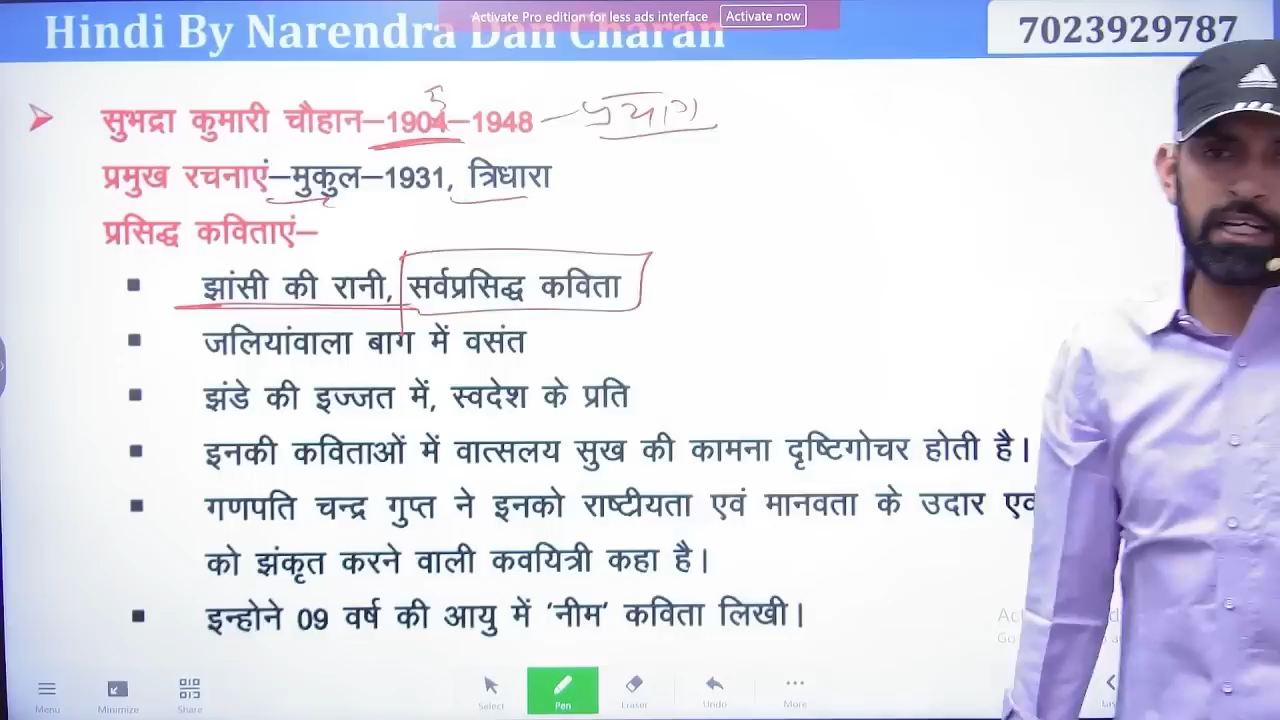 Activate Pro edition for less ads interface Activate now
Hindi By Narendra Dan Charan 7023929787
5
सुभद्रा कुमारी चौहान–1904–1948 – प्रयाग
प्रमुख रचनाएं–मुकुल–1931, त्रिधारा
प्रसिद्ध कविताएं–
झांसी की रानी, सर्वप्रसिद्ध कविता
जलियांवाला बाग में वसंत
झंडे की इज्जत में, स्वदेश के प्रति
इनकी कविताओं में वात्सलय सुख की कामना दृष्टिगोचर होती है।
गणपति चन्द्र गुप्त ने इनको राष्टीयता एवं मानवता के उदार
को झंकृत करने वाली कवयित्री कहा है।
इन्होने 09 वर्ष की आयु में 'नीम' कविता लिखी।
Menu Minimize Share Select Pen Eraser Undo More